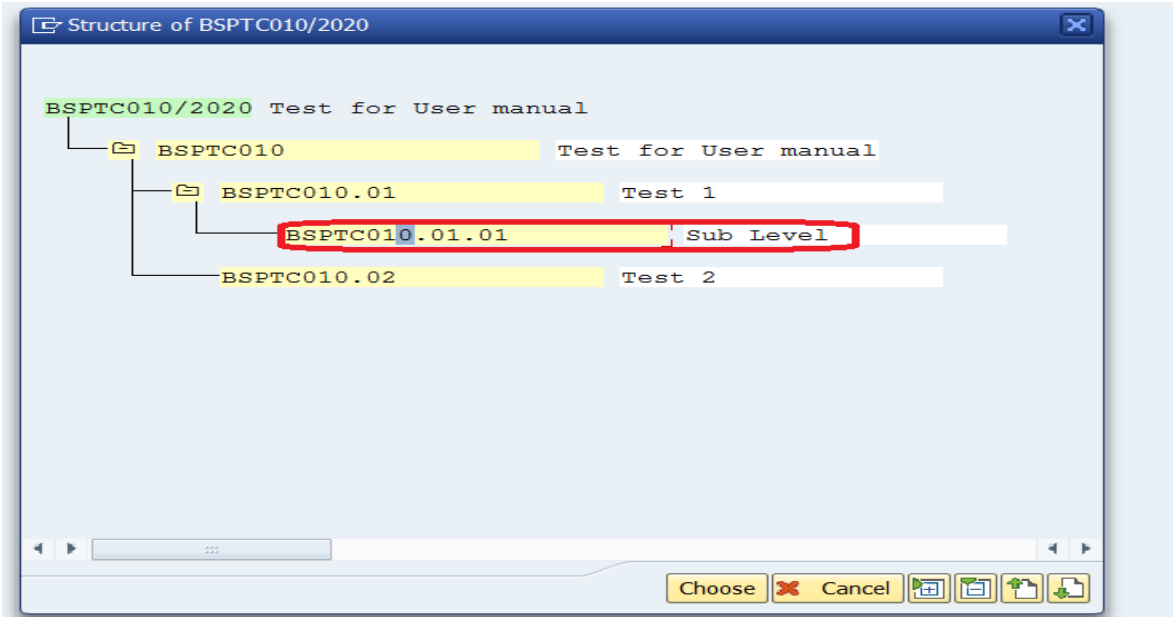 Structure of BSPTC010/2020
BSPTC010/2020 Test for User manual
BSPTC010 Test for User manual
BSPTC010.01 Test 1
BSPTC010.01.01 Sub Level
BSPTC010.02 Test 2
Choose Cancel